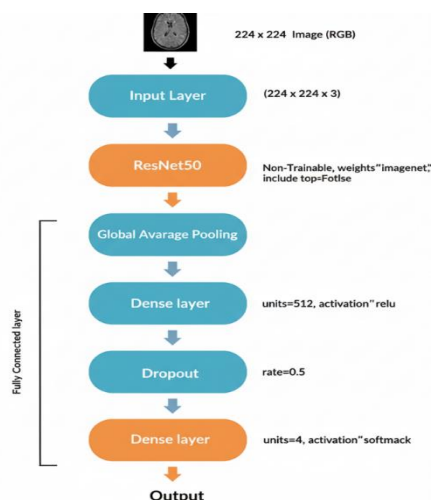 224 x 224 Image (RGB)
Input Layer
(224 x 224 x 3)
ResNet50
Non-Trainable, weights"imagenet,"
include top=Fotlse
Global Avarage Pooling
Dense layer
units=512, activation"relu
Dropout
rate=0.5
Dense layer
units=4, activation"softmack
Fully Connected layer
Output